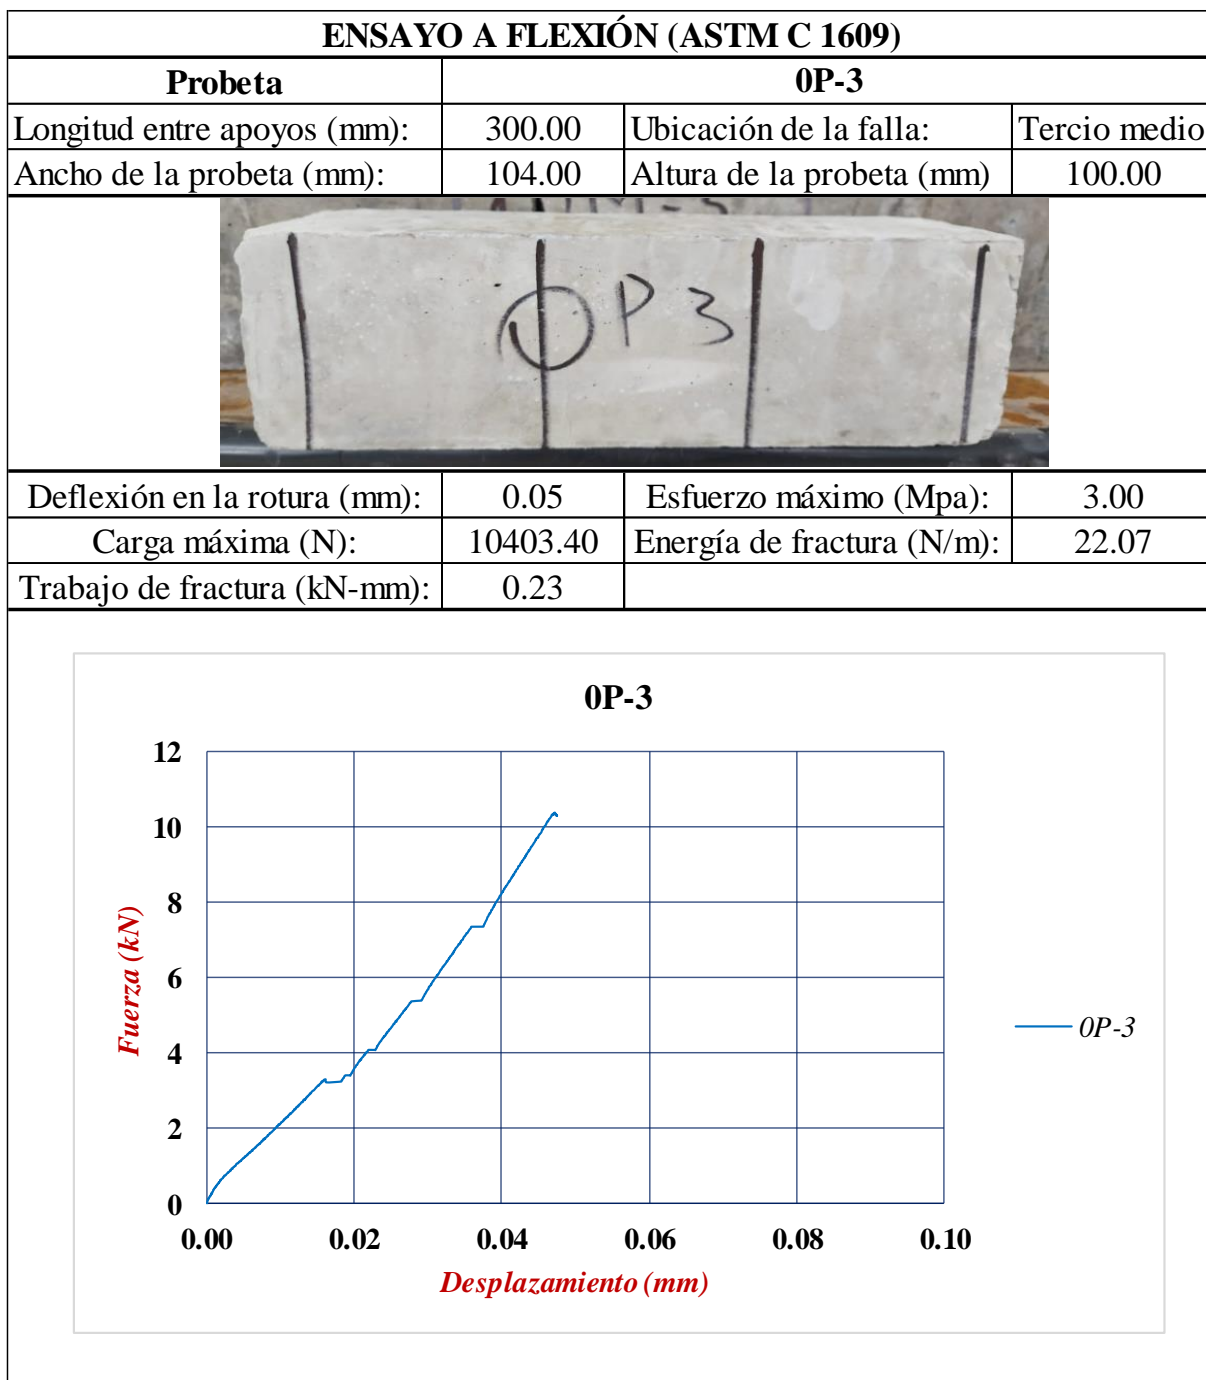 ENSAYO A FLEXIÓN (ASTM C 1609)
Probeta 0P-3
Longitud entre apoyos (mm): 300.00 Ubicación de la falla: Tercio medio
Ancho de la probeta (mm): 104.00 Altura de la probeta (mm) 100.00
0P3
Deflexión en la rotura (mm): 0.05 Esfuerzo máximo (Mpa): 3.00
Carga máxima (N): 10403.40 Energía de fractura (N/m): 22.07
Trabajo de fractura (kN-mm): 0.23
0P-3
12
10
8
6
4
2
0
Fuerza (kN)
0P-3
0.00 0.02 0.04 0.06 0.08 0.10
Desplazamiento (mm)